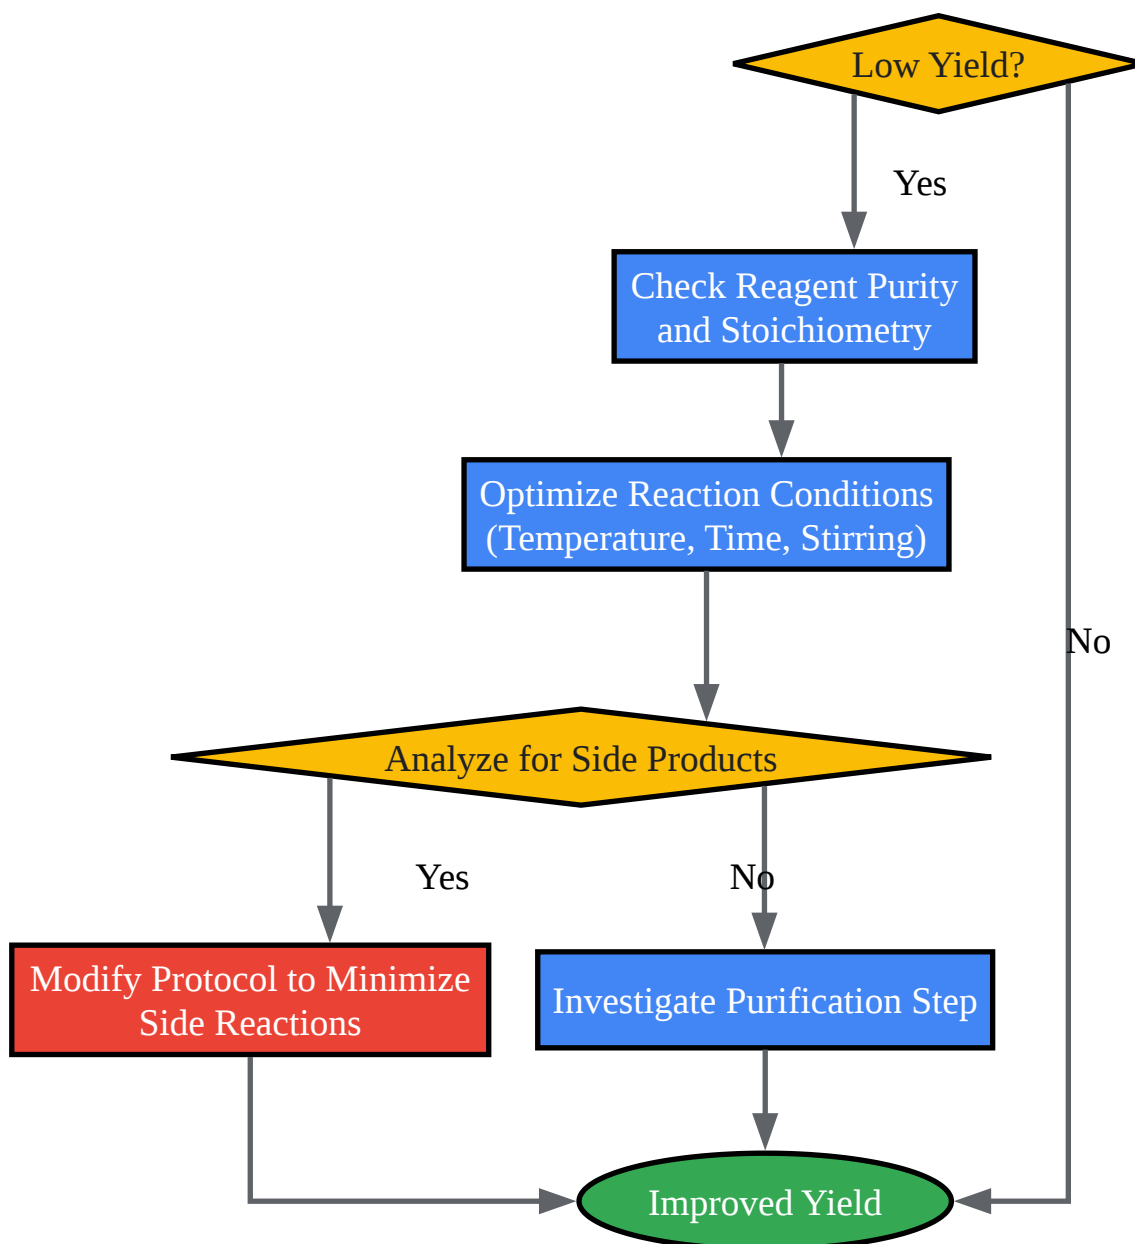 Low Yield?
Yes
Check Reagent Purity
and Stoichiometry
Optimize Reaction Conditions
(Temperature, Time, Stirring)
No
Analyze for Side Products
Yes
No
Modify Protocol to Minimize
Side Reactions
Investigate Purification Step
Improved Yield